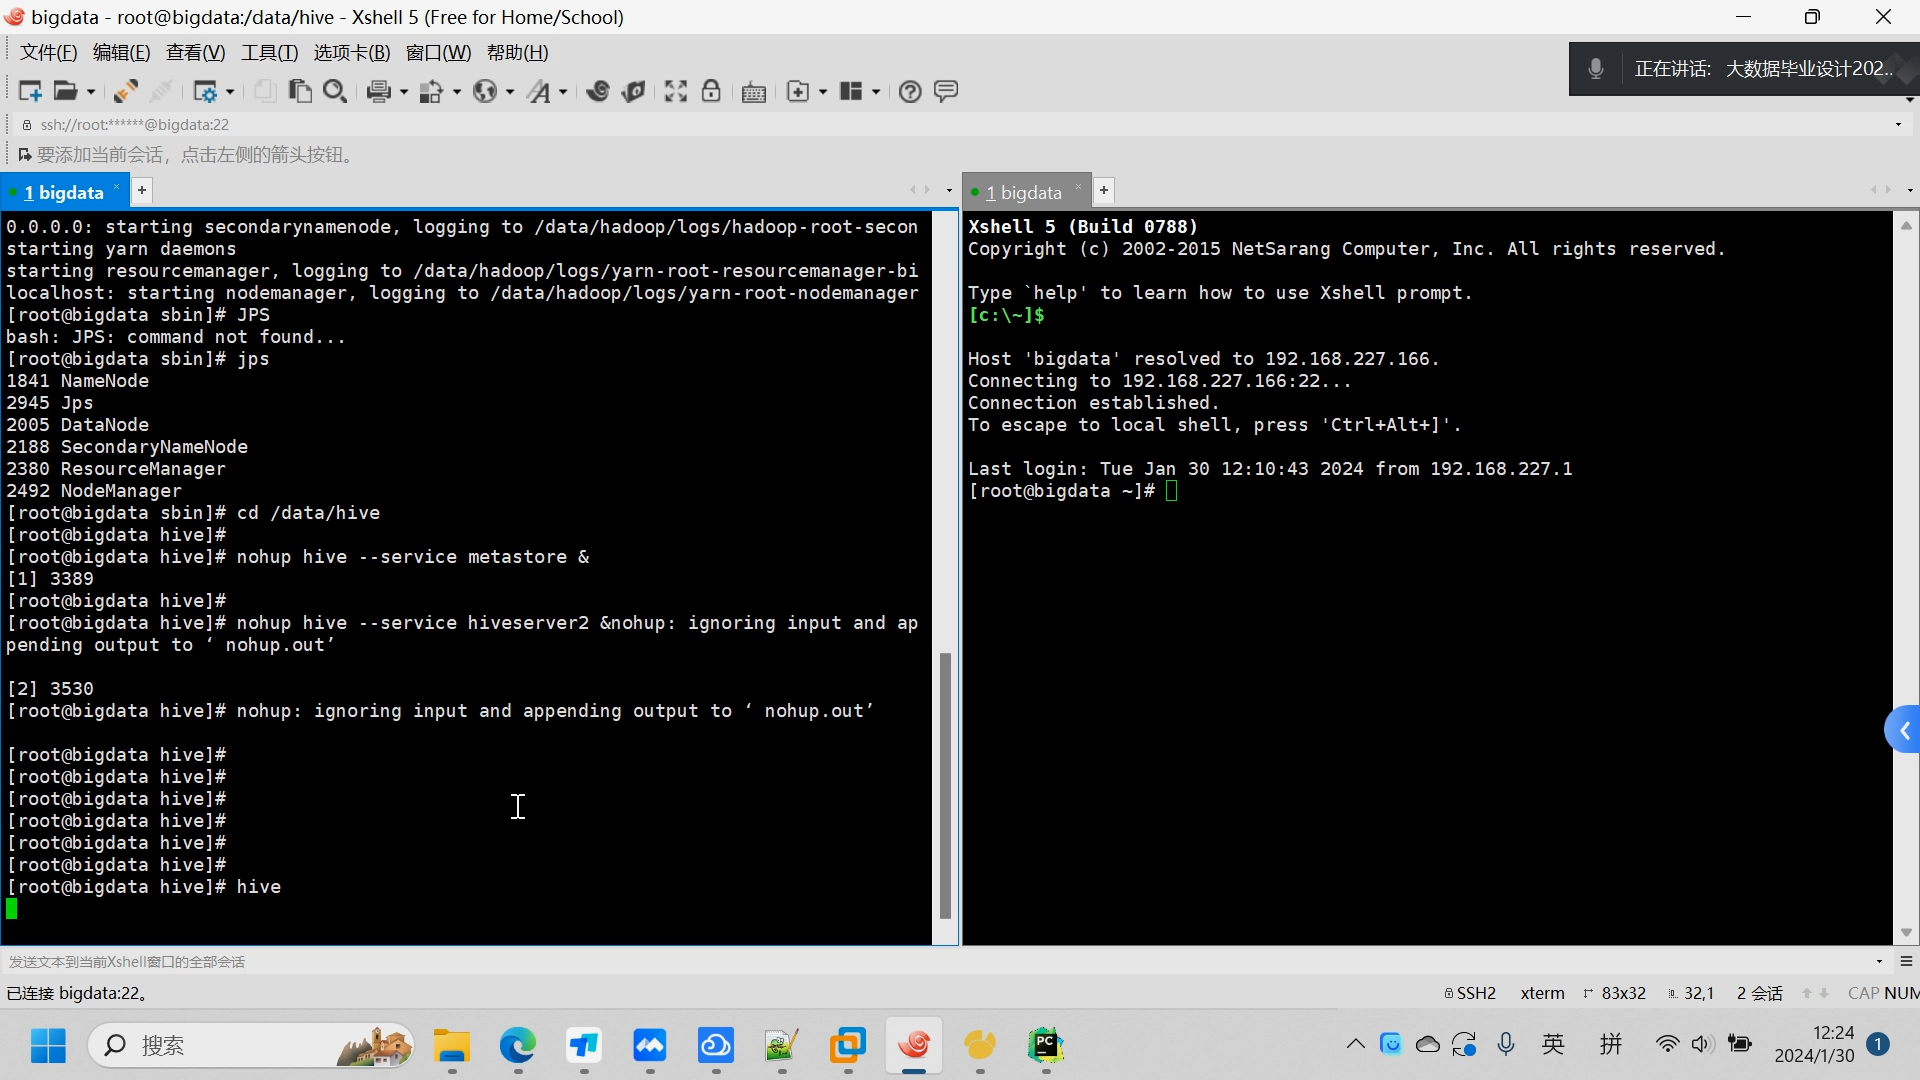 bigdata - root@bigdata:/data/hive - Xshell 5 (Free for Home/School)
文件(F) 编辑(E) 查看(V) 工具(T) 选项卡(B) 窗口(W) 帮助(H)
正在讲话: 大数据毕业设计202...
ssh://root:******@bigdata:22
要添加当前会话，点击左侧的箭头按钮。
1 bigdata
0.0.0.0: starting secondarynamenode, logging to /data/hadoop/logs/hadoop-root-secon
starting yarn daemons
starting resourcemanager, logging to /data/hadoop/logs/yarn-root-resourcemanager-bi
localhost: starting nodemanager, logging to /data/hadoop/logs/yarn-root-nodemanager
[root@bigdata sbin]# JPS
bash: JPS: command not found...
[root@bigdata sbin]# jps
1841 NameNode
2945 Jps
2005 DataNode
2188 SecondaryNameNode
2380 ResourceManager
2492 NodeManager
[root@bigdata sbin]# cd /data/hive
[root@bigdata hive]#
[root@bigdata hive]# nohup hive --service metastore &
[1] 3389
[root@bigdata hive]#
[root@bigdata hive]# nohup hive --service hiveserver2 &nohup: ignoring input and ap
pending output to ‘ nohup.out’
[2] 3530
[root@bigdata hive]# nohup: ignoring input and appending output to ‘ nohup.out’
[root@bigdata hive]#
[root@bigdata hive]#
[root@bigdata hive]#
[root@bigdata hive]#
[root@bigdata hive]#
[root@bigdata hive]#
[root@bigdata hive]# hive
1 bigdata
Xshell 5 (Build 0788)
Copyright (c) 2002-2015 NetSarang Computer, Inc. All rights reserved.
Type `help' to learn how to use Xshell prompt.
[c:\~]$
Host 'bigdata' resolved to 192.168.227.166.
Connecting to 192.168.227.166:22...
Connection established.
To escape to local shell, press 'Ctrl+Alt+]'.
Last login: Tue Jan 30 12:10:43 2024 from 192.168.227.1
[root@bigdata ~]#
发送文本到当前Xshell窗口的全部会话
已连接 bigdata:22。
SSH2 xterm 83x32 32,1 2 会话 CAP NUM
搜索
PC
英 拼
12:24
2024/1/30
1